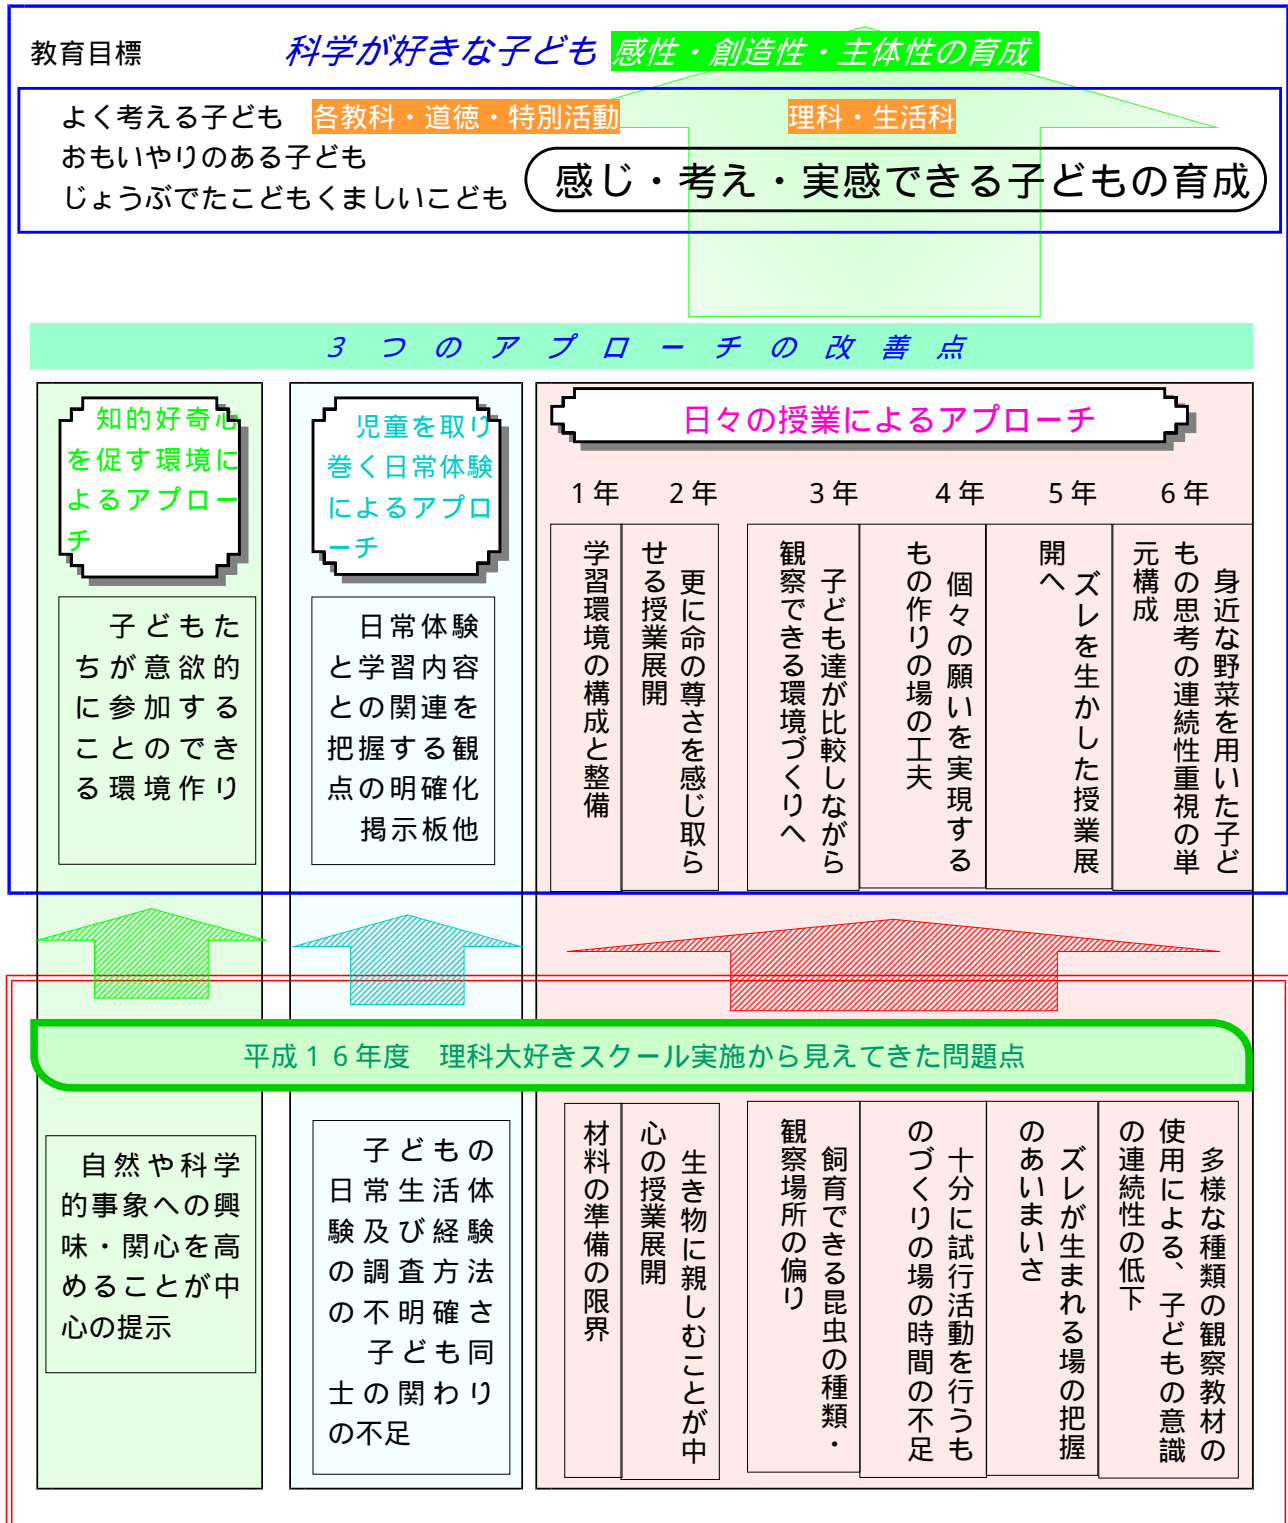 教育目標
科学が好きな子ども 感性・創造性・主体性の育成
よく考える子ども 各教科・道徳・特別活動 理科・生活科
おもいやりのある子ども
じょうぶでたこどもくましいこども
感じ・考え・実感できる子どもの育成
３つのアプローチの改善点
知的好奇心
を促す環境に
よるアプロー
チ
児童を取り
巻く日常体験
によるアプロ
ーチ
日々の授業によるアプローチ
1年 2年 3年 4年 5年 6年
子どもた
ちが意欲的
に参加する
ことのでき
る環境作り
日常体験
と学習内容
との関連を
把握する観
点の明確化
掲示板他
学習環境の構成と整備
更に命の尊さを感じ取ら
せる授業展開
子ども達が比較しながら
観察できる環境づくりへ
個々の願いを実現する
もの作りの場の工夫
ズレを生かした授業展
開へ
身近な野菜を用いた子ど
もの思考の連続性重視の単
元構成
平成１６年度 理科大好きスクール実施から見えてきた問題点
自然や科学
的事象への興
味・関心を高
めることが中
心の提示
子どもの
日常生活体
験及び経験
の調査方法
の不明確さ
子ども同
士の関わり
の不足
材料の準備の限界
生き物に親しむことが中
心の授業展開
飼育できる昆虫の種類・
観察場所の偏り
十分に試行活動を行うも
のづくりの場の時間の不足
ズレが生まれる場の把握
のあいまいさ
多様な種類の観察教材の
使用による、子どもの意識
の連続性の低下